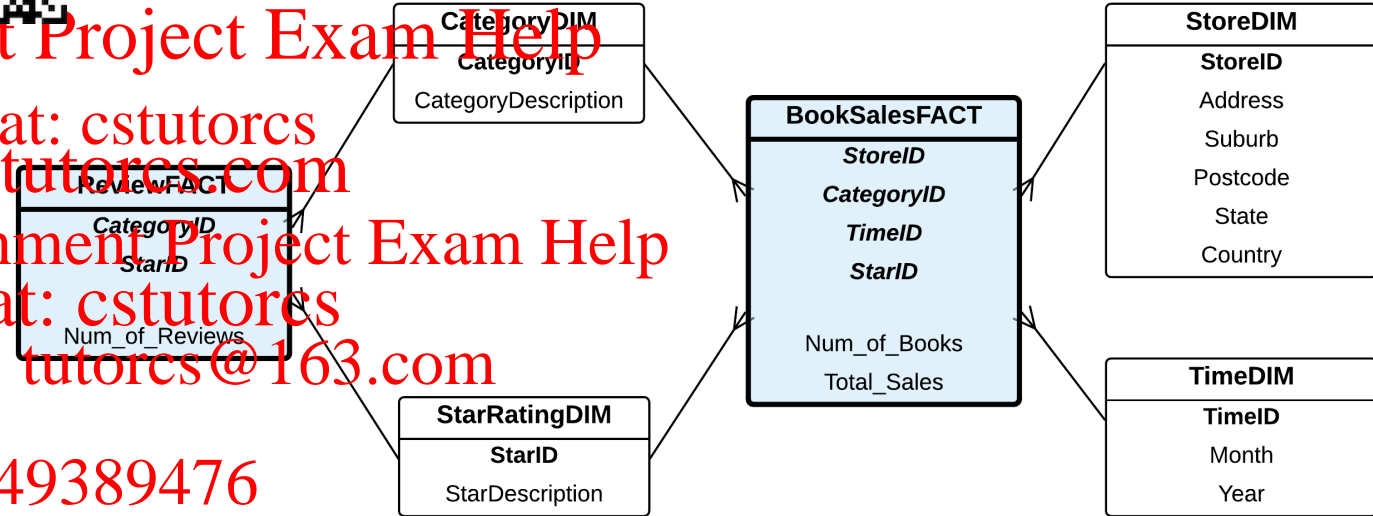 CategoryDIM
CategoryID
CategoryDescription
t Project Exam Help
at: cstutorcs
tutorcs.com
ReviewFACT
CategoryID
StarID
Num_of_Reviews
nment Project Exam Help
at: cstutorcs
tutorcs@163.com
49389476
StarRatingDIM
StarID
StarDescription
BookSalesFACT
StoreID
CategoryID
TimeID
StarID
Num_of_Books
Total_Sales
StoreDIM
StoreID
Address
Suburb
Postcode
State
Country
TimeDIM
TimeID
Month
Year